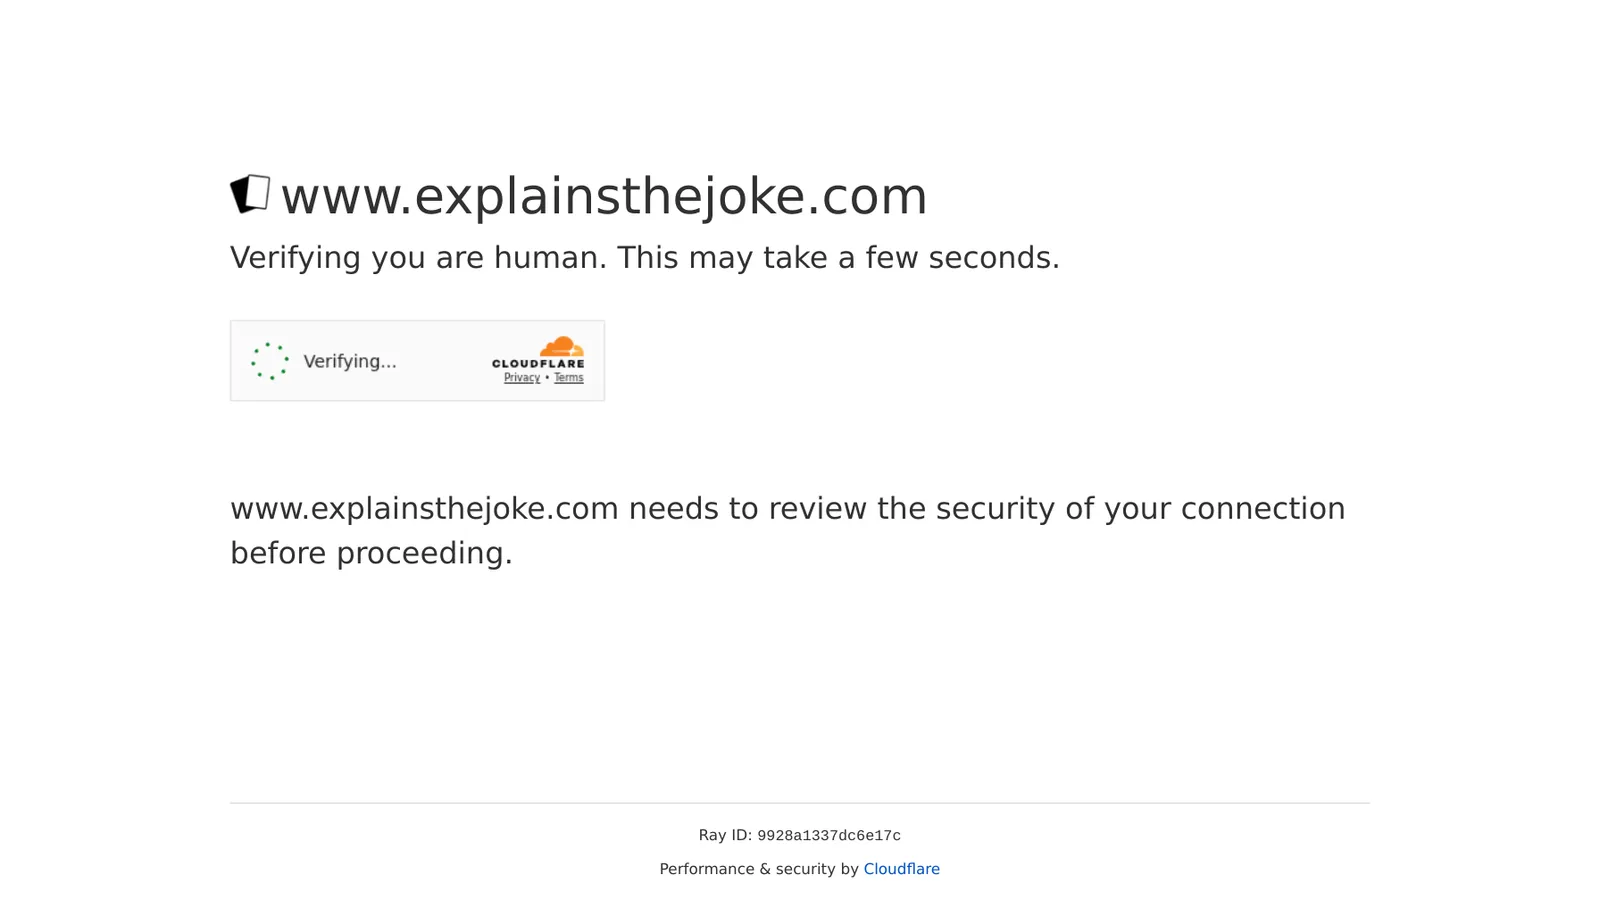 www.explainsthejoke.com
Verifying you are human. This may take a few seconds.
Verifying...
CLOUDFLARE
Privacy • Terms
www.explainsthejoke.com needs to review the security of your connection
before proceeding.
Ray ID: 9928a1337dc6e17c
Performance & security by Cloudflare